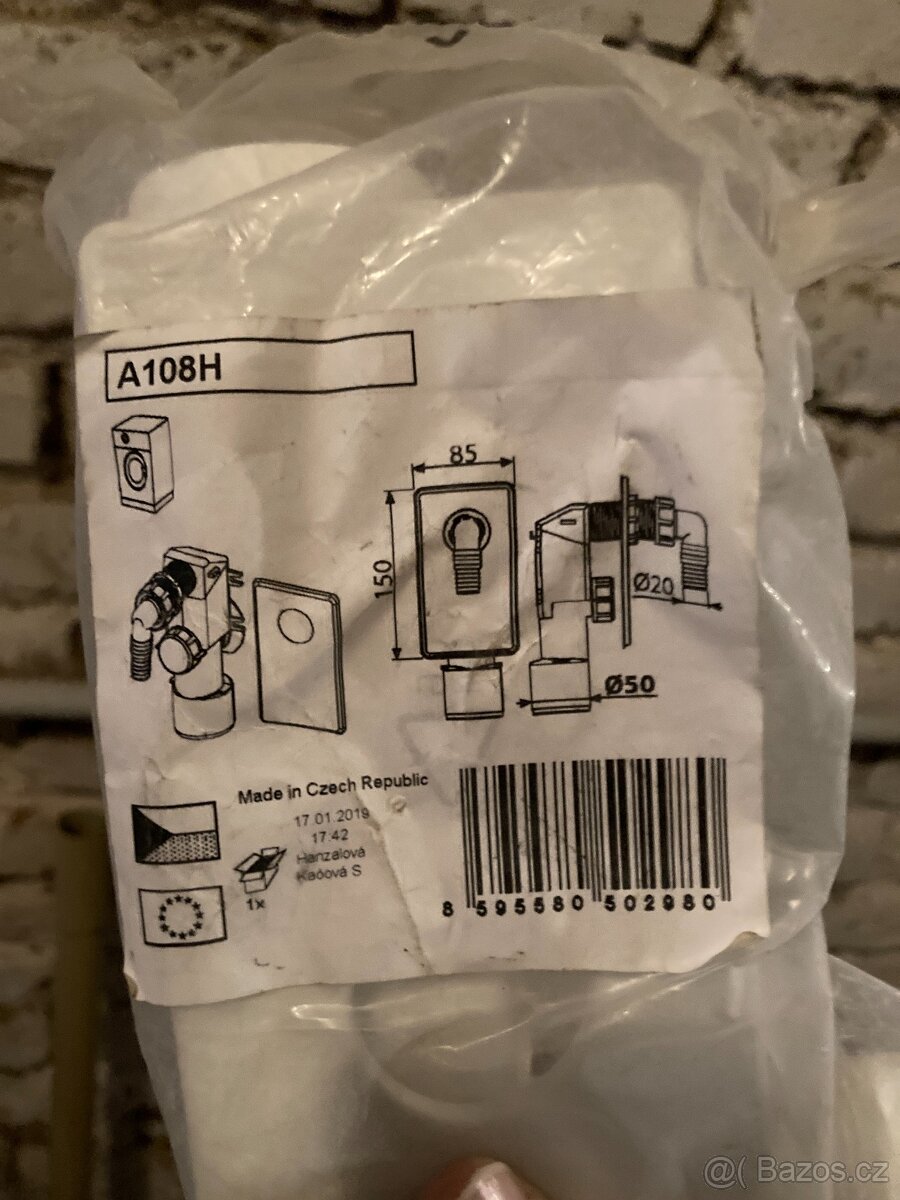 A108H
85
150
Ø20
Ø50
Made in Czech Republic
17.01.2019
17:42
Hanzalová
1x
8 595580 502980
@( Bazos.cz